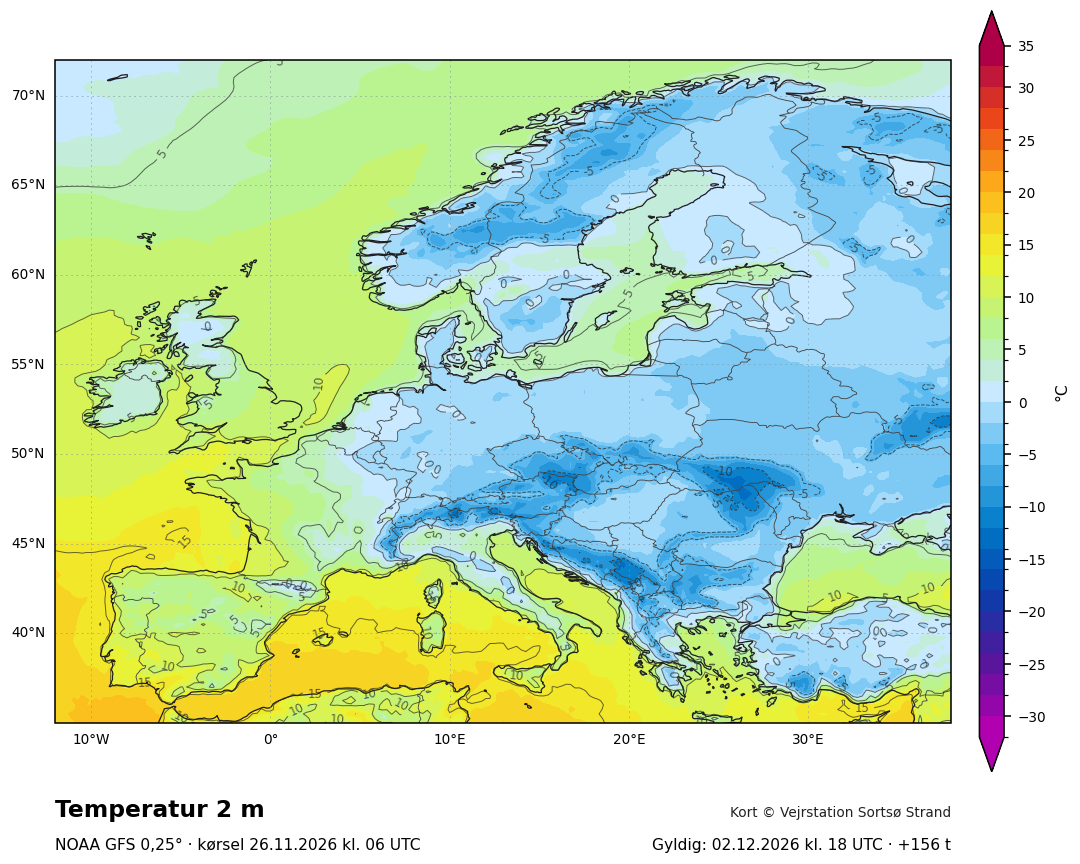 35
30
25
20
15
10
5
0
−5
−10
−15
−20
−25
−30
°C
70°N
65°N
60°N
55°N
50°N
45°N
40°N
10°W
0°
10°E
20°E
30°E
Temperatur 2 m
Kort © Vejrstation Sortsø Strand
NOAA GFS 0,25° · kørsel 26.11.2026 kl. 06 UTC
Gyldig: 02.12.2026 kl. 18 UTC · +156 t